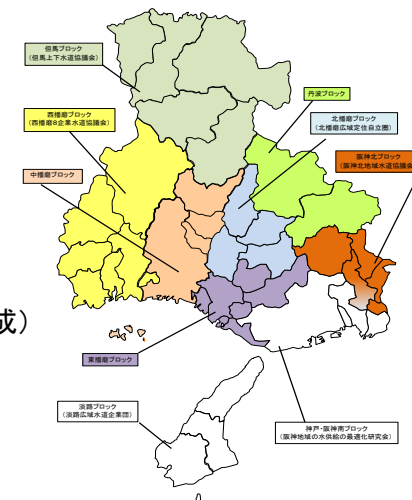 但馬ブロック
(但馬上下水道協議会)
丹波ブロック
西播磨ブロック
(西播磨8企業水道協議会)
北播磨ブロック
(北播磨広域定住自立圏)
阪神北ブロック
(阪神北地域水道協議会
中播磨ブロック
成)
東播磨ブロック
淡路ブロック
(淡路広域水道企業団)
神戸・阪神南ブロック
(阪神地域の水供給の最適化研究会)